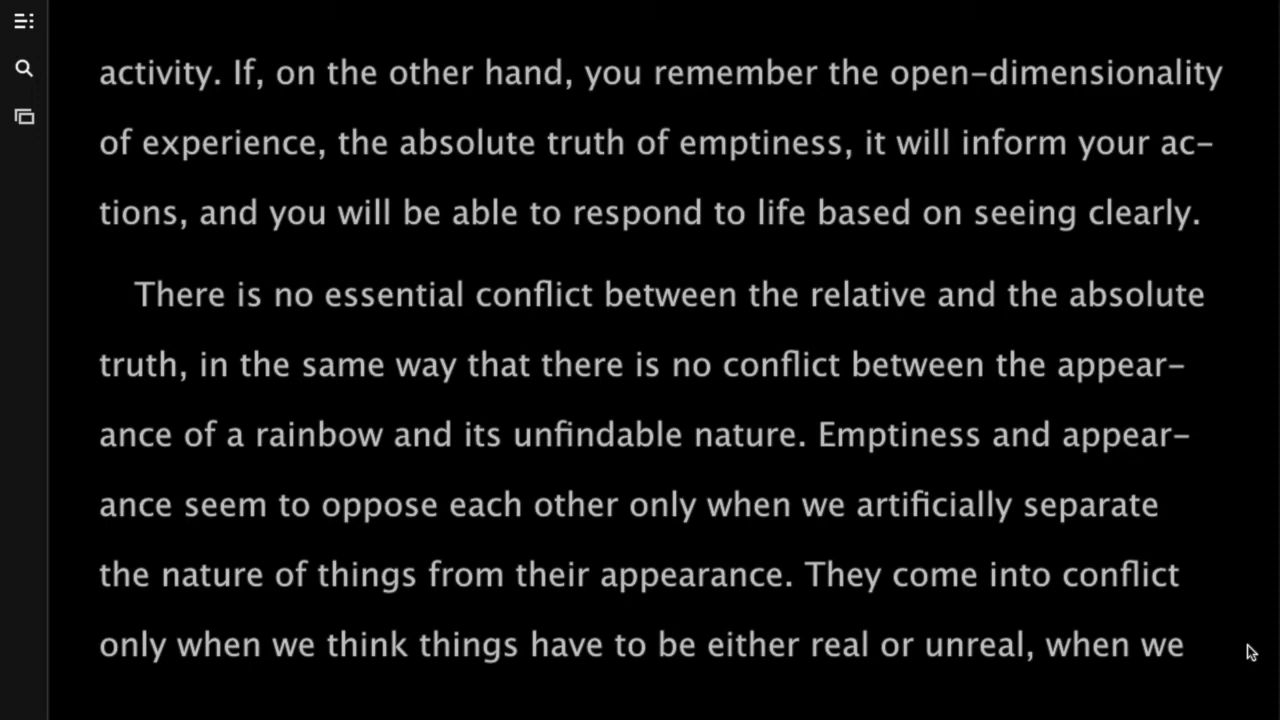 activity. If, on the other hand, you remember the open-dimensionality
of experience, the absolute truth of emptiness, it will inform your ac-
tions, and you will be able to respond to life based on seeing clearly.
There is no essential conflict between the relative and the absolute
truth, in the same way that there is no conflict between the appear-
ance of a rainbow and its unfindable nature. Emptiness and appear-
ance seem to oppose each other only when we artificially separate
the nature of things from their appearance. They come into conflict
only when we think things have to be either real or unreal, when we